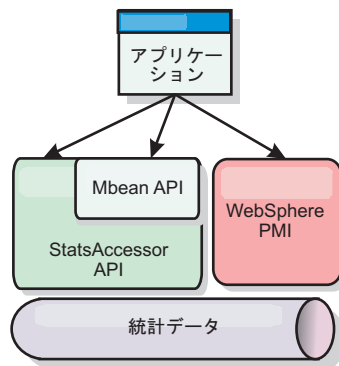 アプリケー
ション
Mbean API
StatsAccessor
API
WebSphere
PMI
統計データ